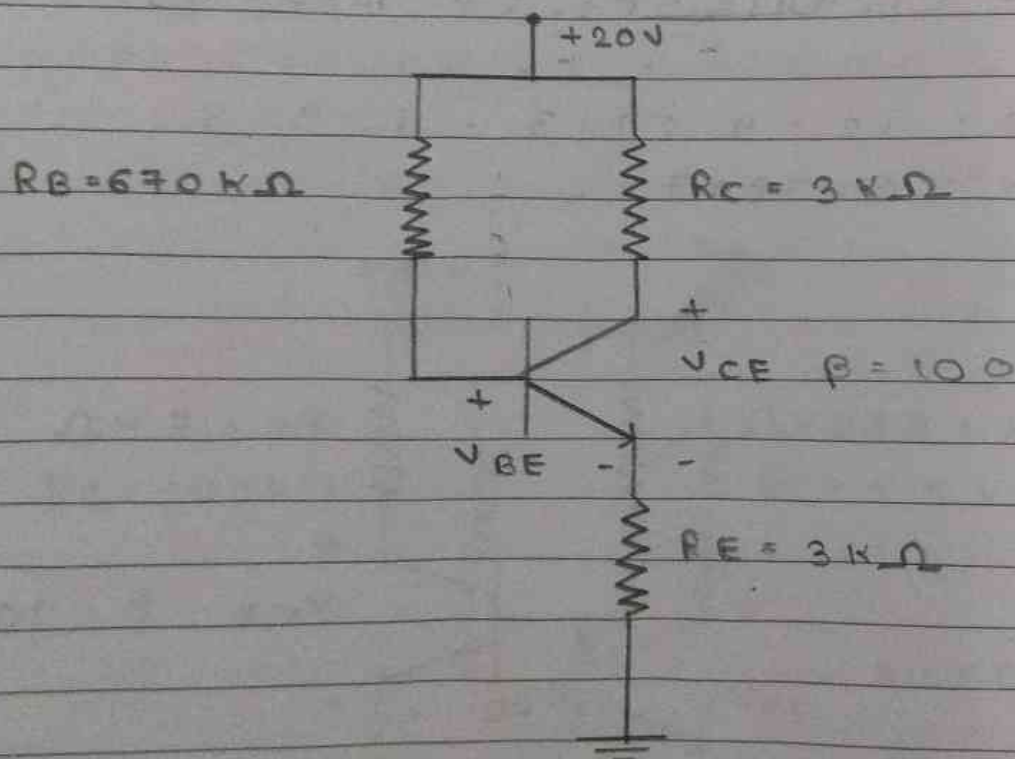 +20V
RB=670KΩ
RC = 3KΩ
+
VCE β = 100
+
VBE - -
RE = 3KΩ